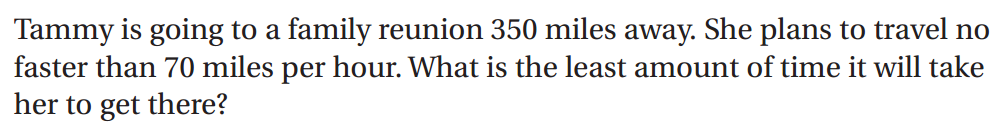 Tammy is going to a family reunion 350 miles away. She plans to travel no
faster than 70 miles per hour. What is the least amount of time it will take
her to get there?